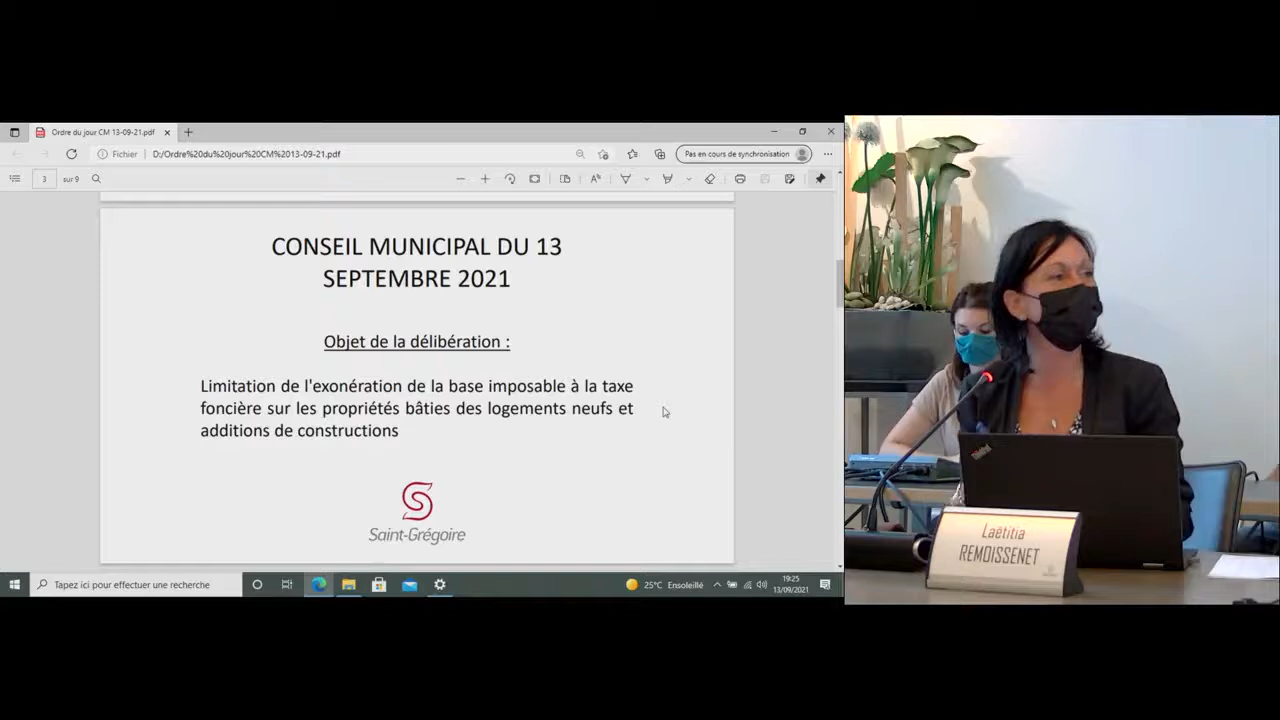 Ordre du jour CM 13-09-21.pdf
Fichier
D:/Ordre%20du%20jour%20CM%2013-09-21.pdf
Pas en cours de synchronisation
3
sur 9
CONSEIL MUNICIPAL DU 13
SEPTEMBRE 2021
Objet de la délibération :
Limitation de l'exonération de la base imposable à la taxe
foncière sur les propriétés bâties des logements neufs et
additions de constructions
Saint-Grégoire
Tapez ici pour effectuer une recherche
25°C Ensoleillé
19:25
13/09/2021
ThinkPad
Laëtitia
REMOISSENET